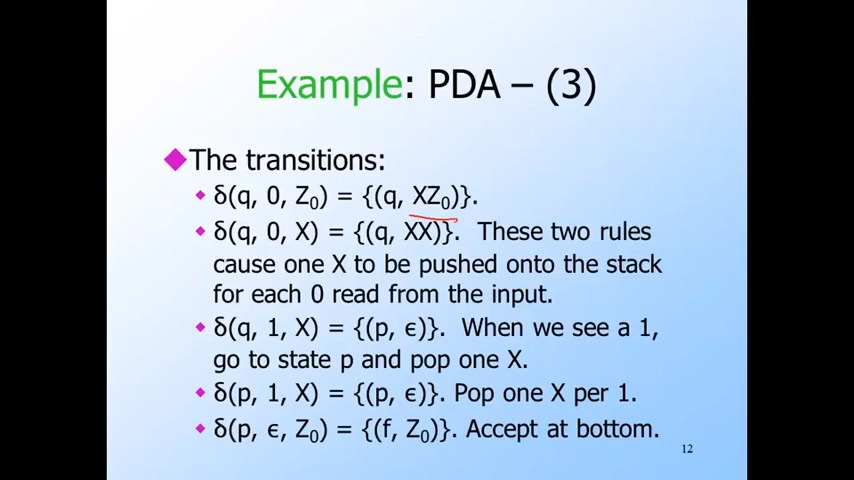 Example: PDA – (3)
◆The transitions:
◆ δ(q, 0, Z₀) = {(q, XZ₀)}.
◆ δ(q, 0, X) = {(q, XX)}. These two rules
cause one X to be pushed onto the stack
for each 0 read from the input.
◆ δ(q, 1, X) = {(p, ϵ)}. When we see a 1,
go to state p and pop one X.
◆ δ(p, 1, X) = {(p, ϵ)}. Pop one X per 1.
◆ δ(p, ϵ, Z₀) = {(f, Z₀)}. Accept at bottom.
12